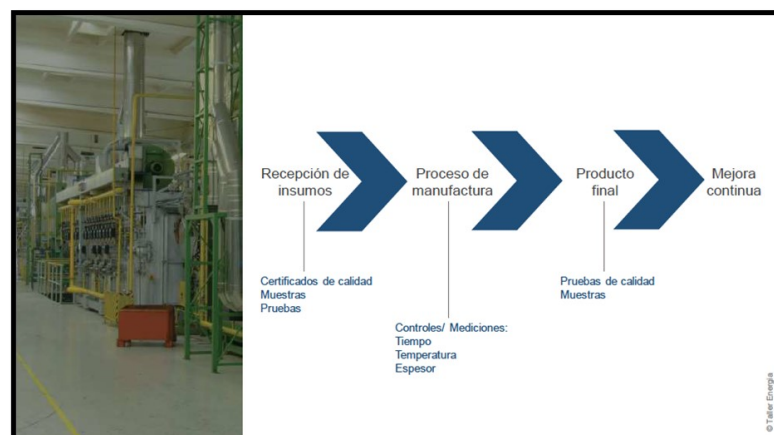 Recepción de
insumos
Proceso de
manufactura
Producto
final
Mejora
continua
Certificados de calidad
Muestras
Pruebas
Controles/ Mediciones:
Tiempo
Temperatura
Espesor
Pruebas de calidad
Muestras
© Taller Energía